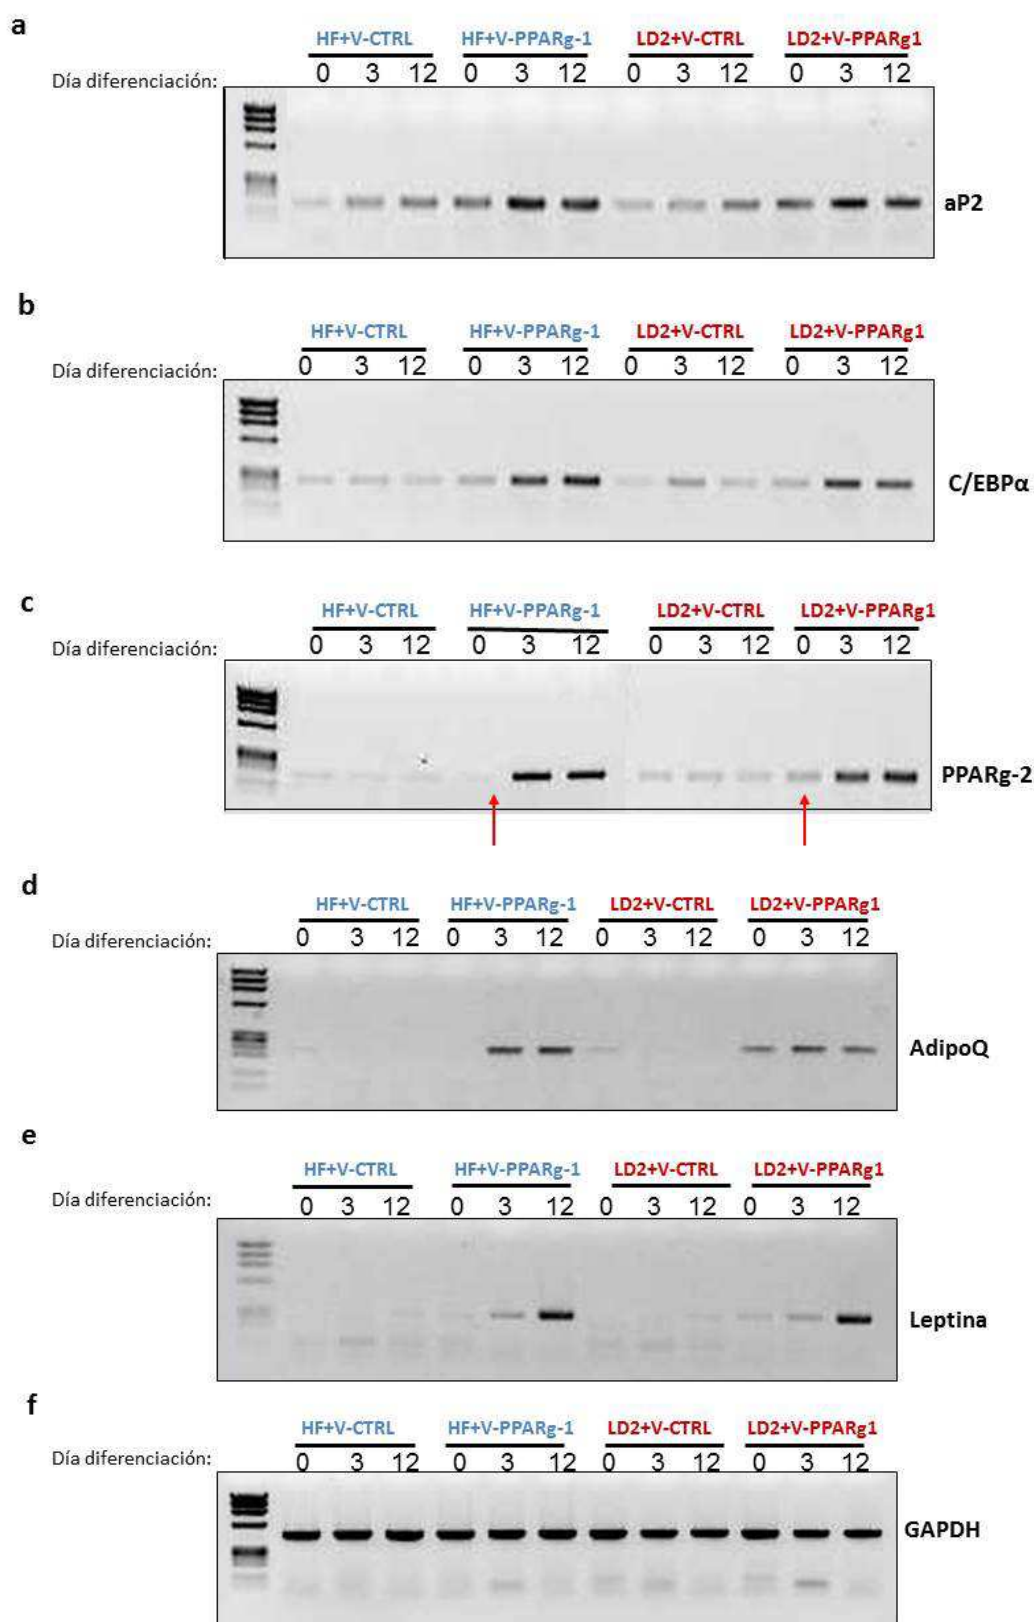 a
HF+V-CTRL HF+V-PPARg-1 LD2+V-CTRL LD2+V-PPARg1
Día diferenciación: 0 3 12 0 3 12 0 3 12 0 3 12
aP2
b
HF+V-CTRL HF+V-PPARg-1 LD2+V-CTRL LD2+V-PPARg1
Día diferenciación: 0 3 12 0 3 12 0 3 12 0 3 12
C/EBPα
c
HF+V-CTRL HF+V-PPARg-1 LD2+V-CTRL LD2+V-PPARg1
Día diferenciación: 0 3 12 0 3 12 0 3 12 0 3 12
PPARg-2
d
HF+V-CTRL HF+V-PPARg-1 LD2+V-CTRL LD2+V-PPARg1
Día diferenciación: 0 3 12 0 3 12 0 3 12 0 3 12
AdipoQ
e
HF+V-CTRL HF+V-PPARg-1 LD2+V-CTRL LD2+V-PPARg1
Día diferenciación: 0 3 12 0 3 12 0 3 12 0 3 12
Leptina
f
HF+V-CTRL HF+V-PPARg-1 LD2+V-CTRL LD2+V-PPARg1
Día diferenciación: 0 3 12 0 3 12 0 3 12 0 3 12
GAPDH